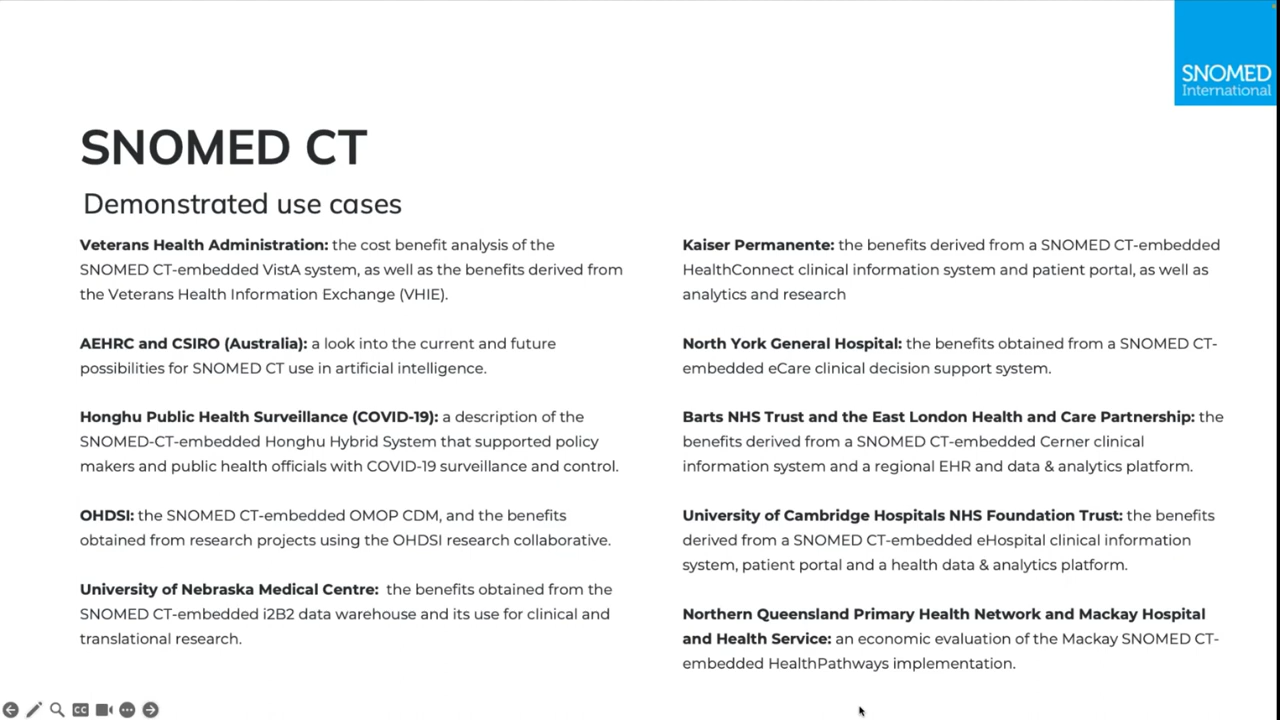 SNOMED
International
SNOMED CT
Demonstrated use cases
Veterans Health Administration: the cost benefit analysis of the
SNOMED CT-embedded VistA system, as well as the benefits derived from
the Veterans Health Information Exchange (VHIE).
AEHRC and CSIRO (Australia): a look into the current and future
possibilities for SNOMED CT use in artificial intelligence.
Honghu Public Health Surveillance (COVID-19): a description of the
SNOMED-CT-embedded Honghu Hybrid System that supported policy
makers and public health officials with COVID-19 surveillance and control.
OHDSI: the SNOMED CT-embedded OMOP CDM, and the benefits
obtained from research projects using the OHDSI research collaborative.
University of Nebraska Medical Centre: the benefits obtained from the
SNOMED CT-embedded i2B2 data warehouse and its use for clinical and
translational research.
Kaiser Permanente: the benefits derived from a SNOMED CT-embedded
HealthConnect clinical information system and patient portal, as well as
analytics and research
North York General Hospital: the benefits obtained from a SNOMED CT-
embedded eCare clinical decision support system.
Barts NHS Trust and the East London Health and Care Partnership: the
benefits derived from a SNOMED CT-embedded Cerner clinical
information system and a regional EHR and data & analytics platform.
University of Cambridge Hospitals NHS Foundation Trust: the benefits
derived from a SNOMED CT-embedded eHospital clinical information
system, patient portal and a health data & analytics platform.
Northern Queensland Primary Health Network and Mackay Hospital
and Health Service: an economic evaluation of the Mackay SNOMED CT-
embedded HealthPathways implementation.
CC